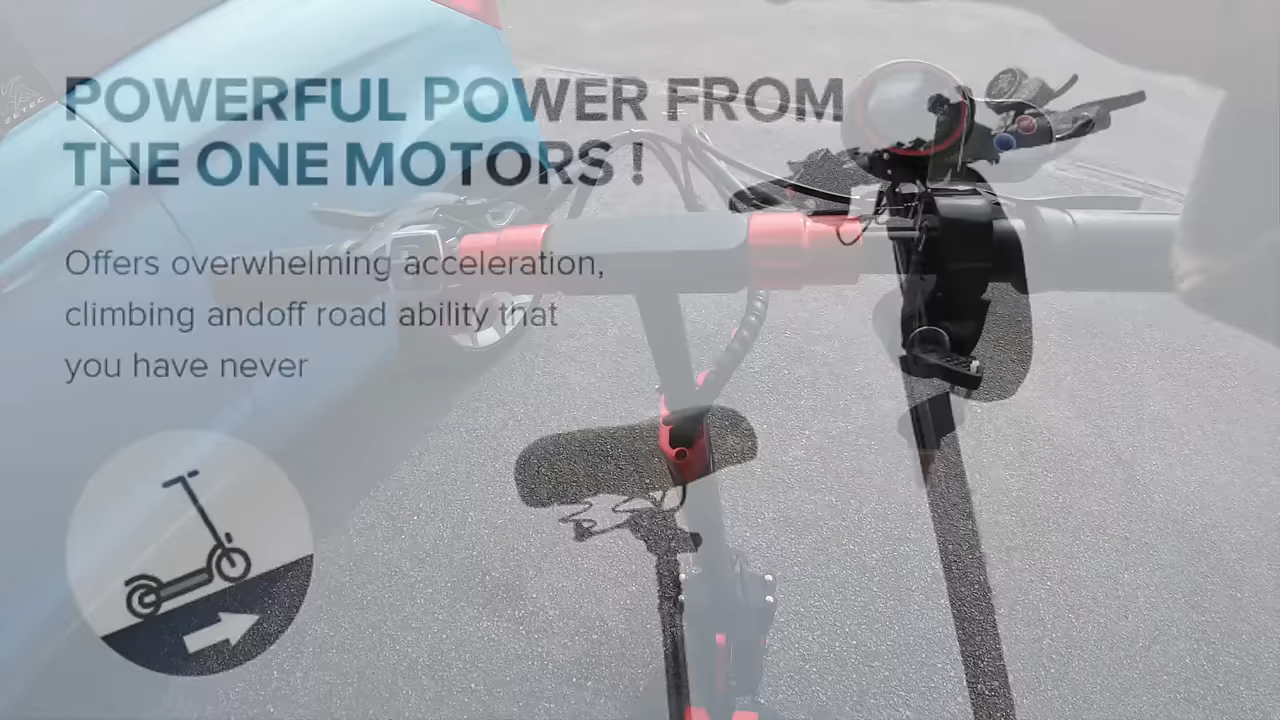 POWERFUL POWER FROM
THE ONE MOTORS !
Offers overwhelming acceleration,
climbing andoff road ability that
you have never